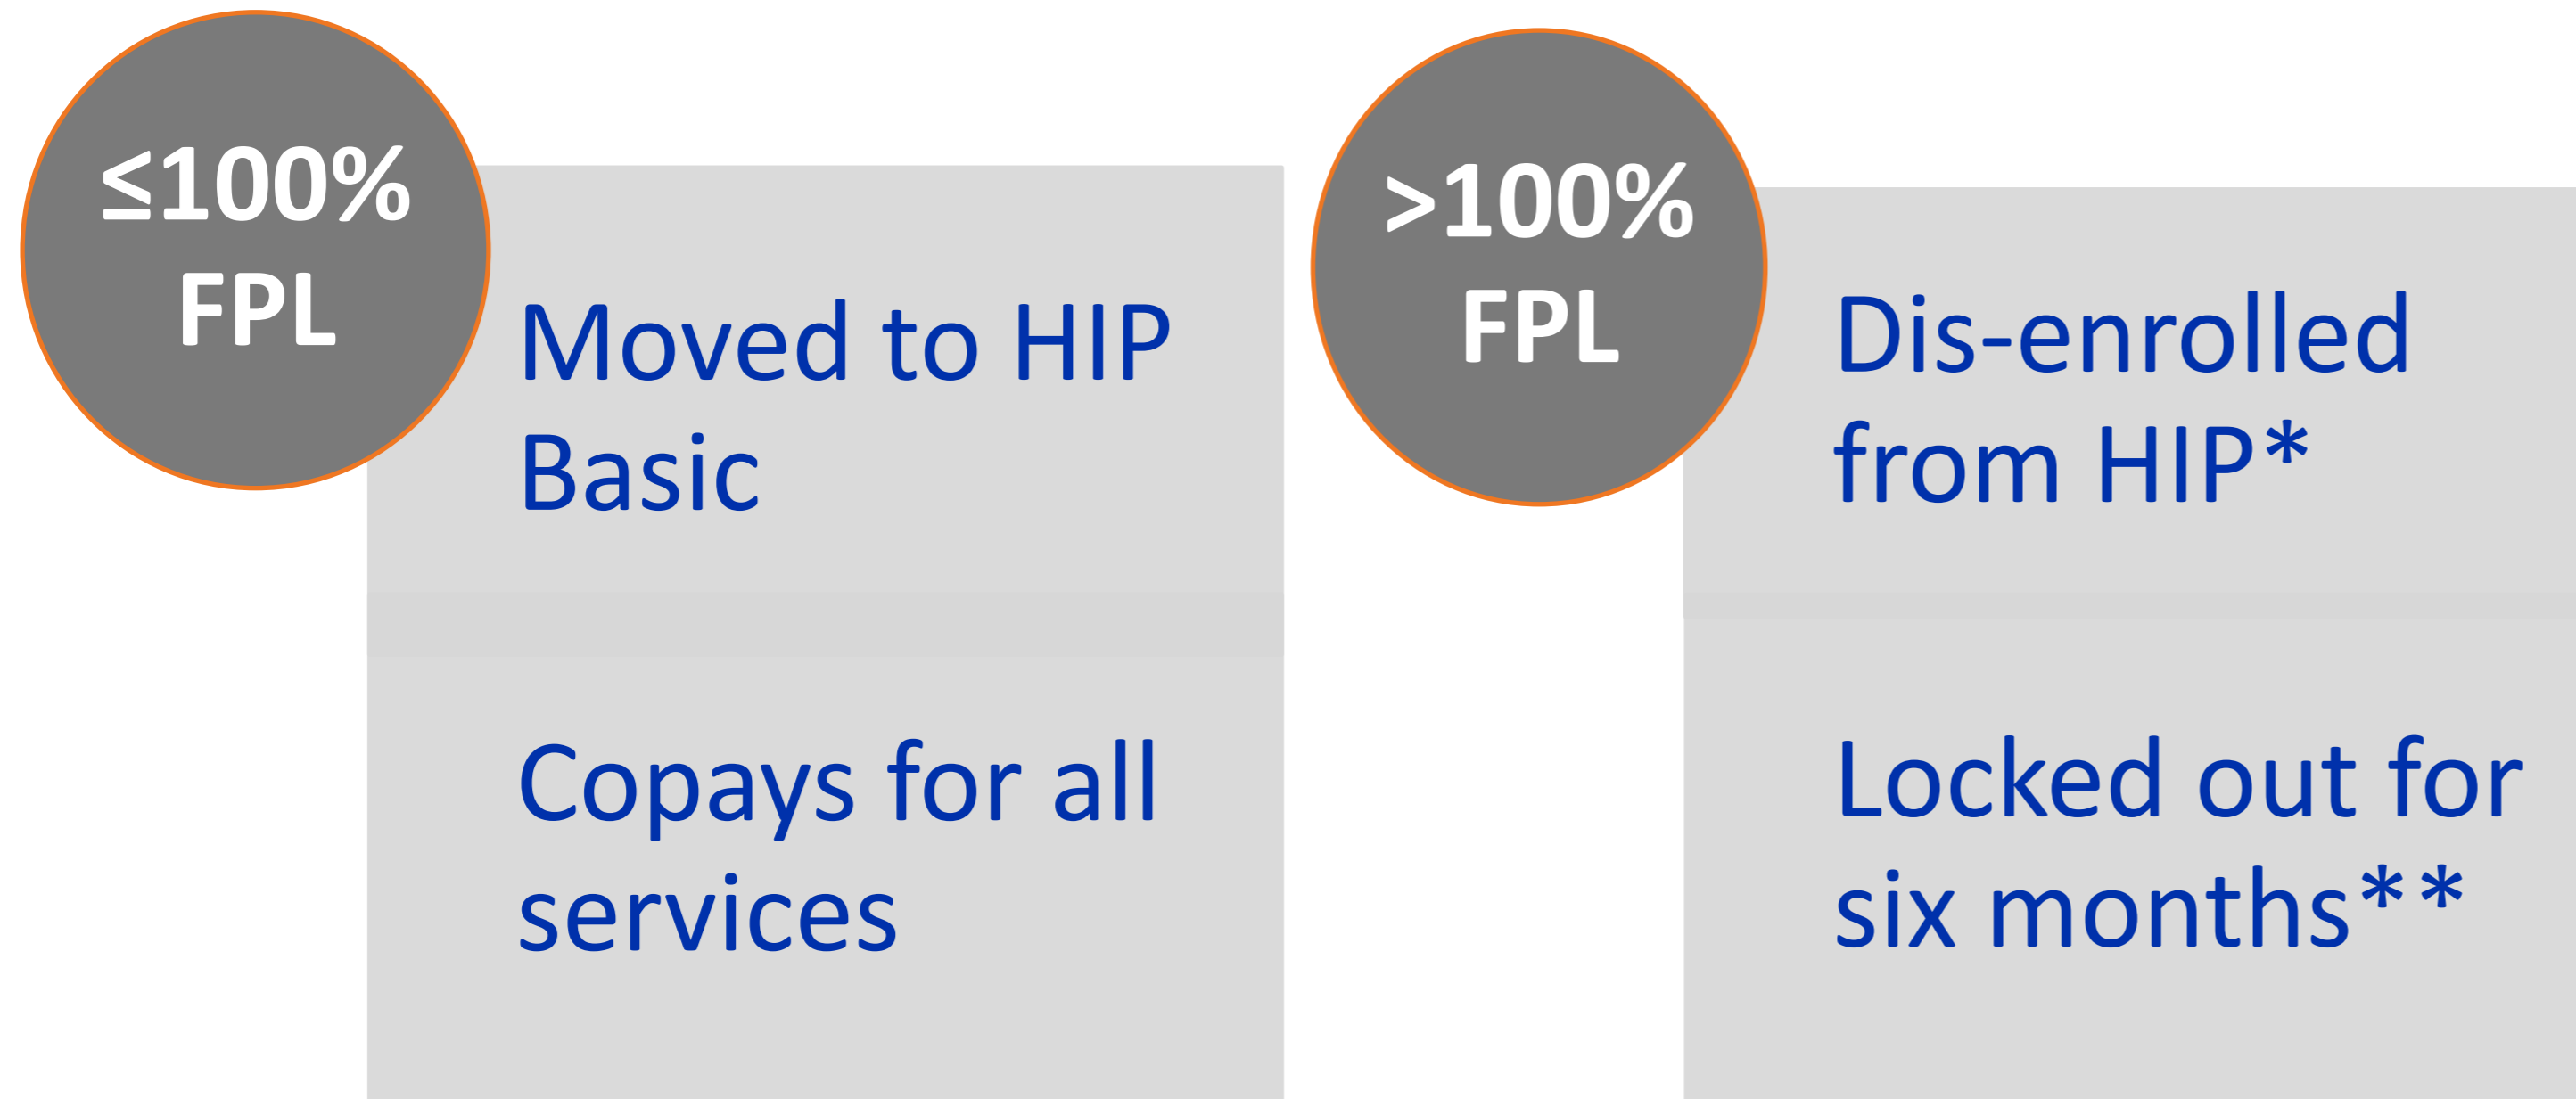 ≤100%
FPL
Moved to HIP
Basic
Copays for all
services
>100%
FPL
Dis-enrolled
from HIP*
Locked out for
six months**